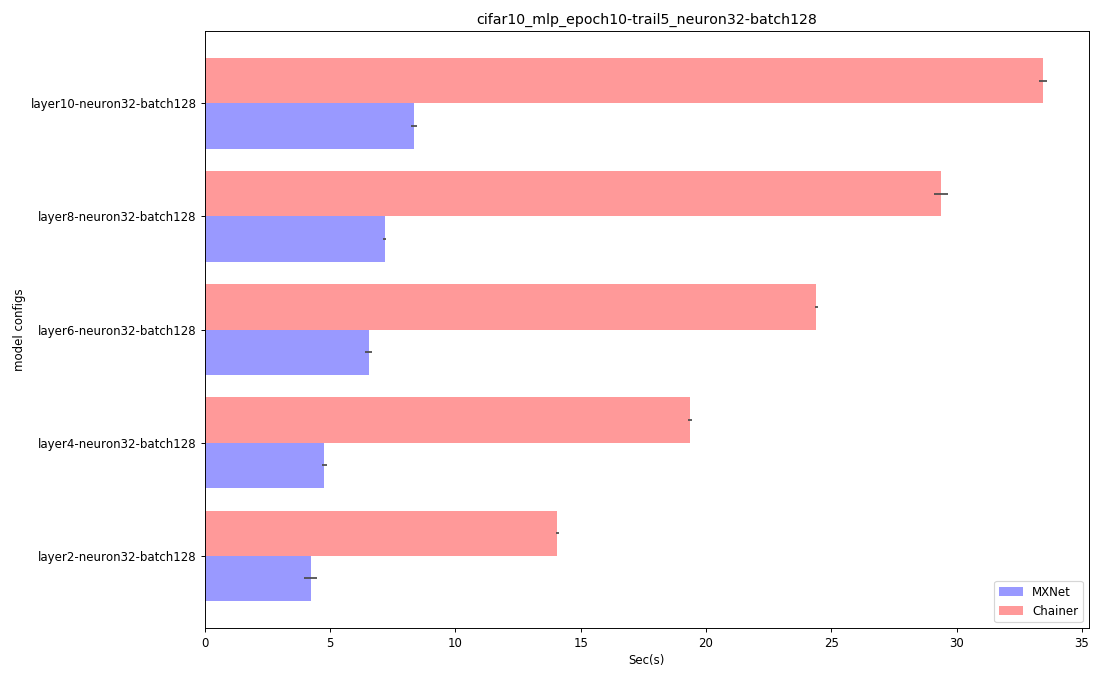 cifar10_mlp_epoch10-trail5_neuron32-batch128
layer10-neuron32-batch128
layer8-neuron32-batch128
layer6-neuron32-batch128
layer4-neuron32-batch128
layer2-neuron32-batch128
model configs
MXNet
Chainer
0 5 10 15 20 25 30 35
Sec(s)